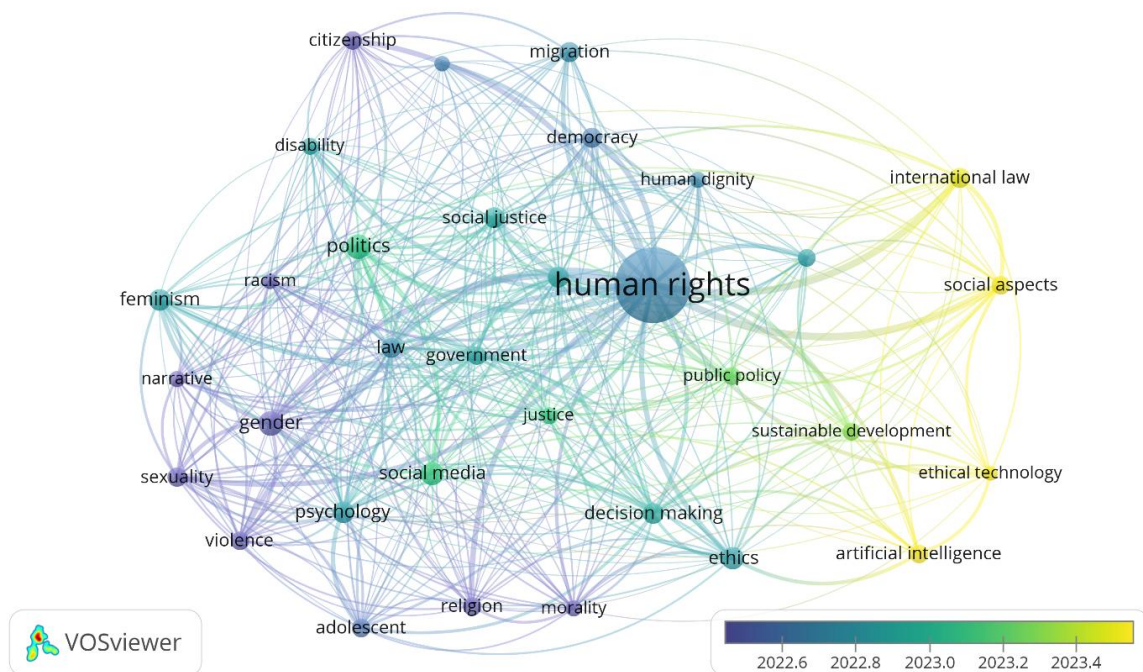 citizenship
migration
democracy
disability
human dignity
international law
social justice
politics
racism
human rights
social aspects
feminism
law
government
narrative
public policy
gender
justice
sustainable development
sexuality
social media
ethical technology
psychology
decision making
violence
ethics
artificial intelligence
religion
morality
adolescent
VOSviewer
2022.6 2022.8 2023.0 2023.2 2023.4